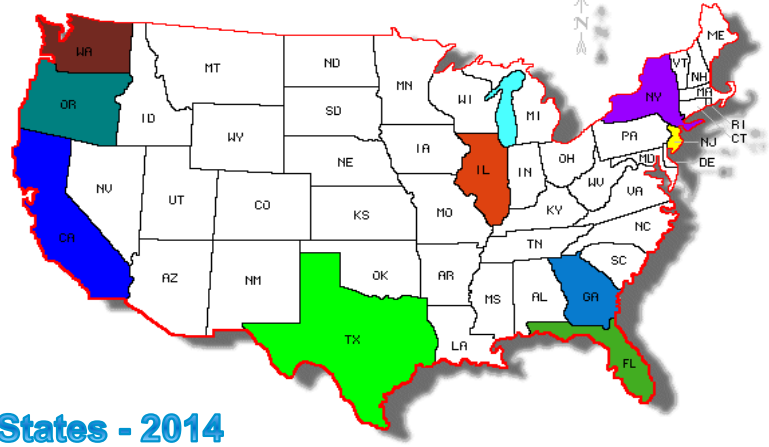 N
ME
WA
MT
ND
MN
VT
NH
MA
OR
ID
SD
WI
MI
NY
WY
RI
CT
PA
NJ
IA
NE
OH
MD
DE
IL
IN
NV
UT
CO
WV
VA
KS
MO
KY
CA
NC
TN
SC
AZ
NM
OK
AR
MS
AL
GA
TX
LA
FL
States - 2014